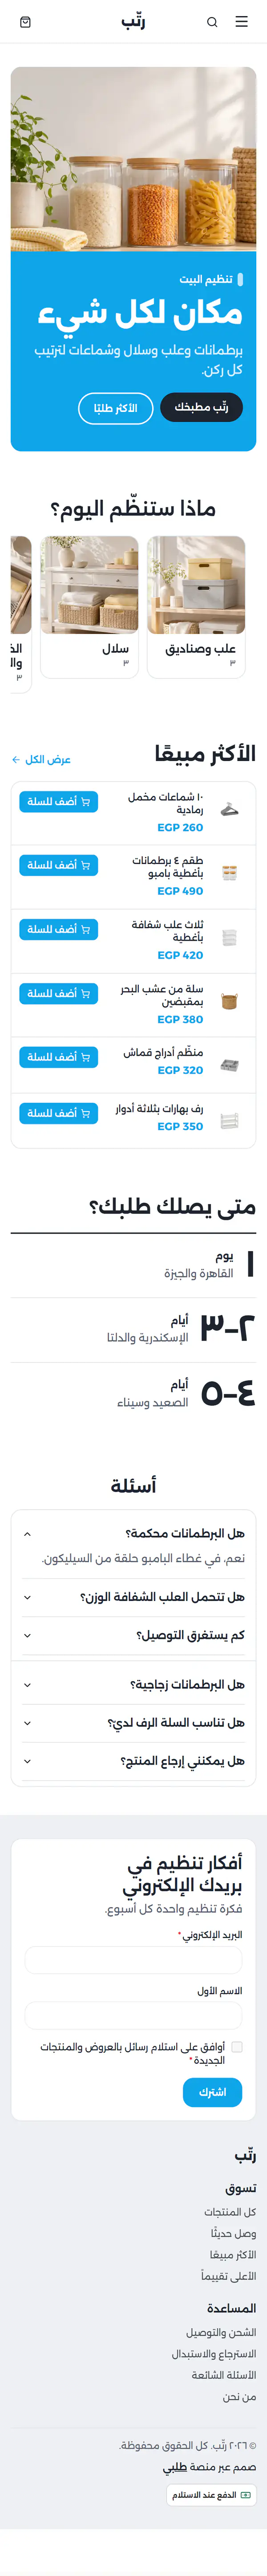 رتّب
تنظيم البيت
مكان لكل شيء
برطمانات وعلب وسلال وشماعات لترتيب
كل ركن.
رتّب مطبخك
الأكثر طلبًا
ماذا ستنظّم اليوم؟
علب وصناديق
٣
سلال
٣
٣
الأكثر مبيعًا
عرض الكل
١٠ شماعات مخمل
رمادية
260 EGP
أضف للسلة
طقم ٤ برطمانات
بأغطية بامبو
490 EGP
أضف للسلة
ثلاث علب شفافة
بأغطية
420 EGP
أضف للسلة
سلة من عشب البحر
بمقبضين
380 EGP
أضف للسلة
منظّم أدراج قماش
320 EGP
أضف للسلة
رف بهارات بثلاثة أدوار
350 EGP
أضف للسلة
متى يصلك طلبك؟
١
يوم
القاهرة والجيزة
٢–٣
أيام
الإسكندرية والدلتا
٤–٥
أيام
الصعيد وسيناء
أسئلة
هل البرطمانات محكمة؟
نعم، في غطاء البامبو حلقة من السيليكون.
هل تتحمل العلب الشفافة الوزن؟
كم يستغرق التوصيل؟
هل البرطمانات زجاجية؟
هل تناسب السلة الرف لديّ؟
هل يمكنني إرجاع المنتج؟
أفكار تنظيم في
بريدك الإلكتروني
فكرة تنظيم واحدة كل أسبوع.
البريد الإلكتروني *
الاسم الأول
أوافق على استلام رسائل بالعروض والمنتجات
الجديدة *
اشترك
رتّب
تسوق
كل المنتجات
وصل حديثًا
الأكثر مبيعًا
الأعلى تقييماً
المساعدة
الشحن والتوصيل
الاسترجاع والاستبدال
الأسئلة الشائعة
من نحن
© ٢٠٢٦ رتّب. كل الحقوق محفوظة.
صمم عبر منصة طلبي
الدفع عند الاستلام